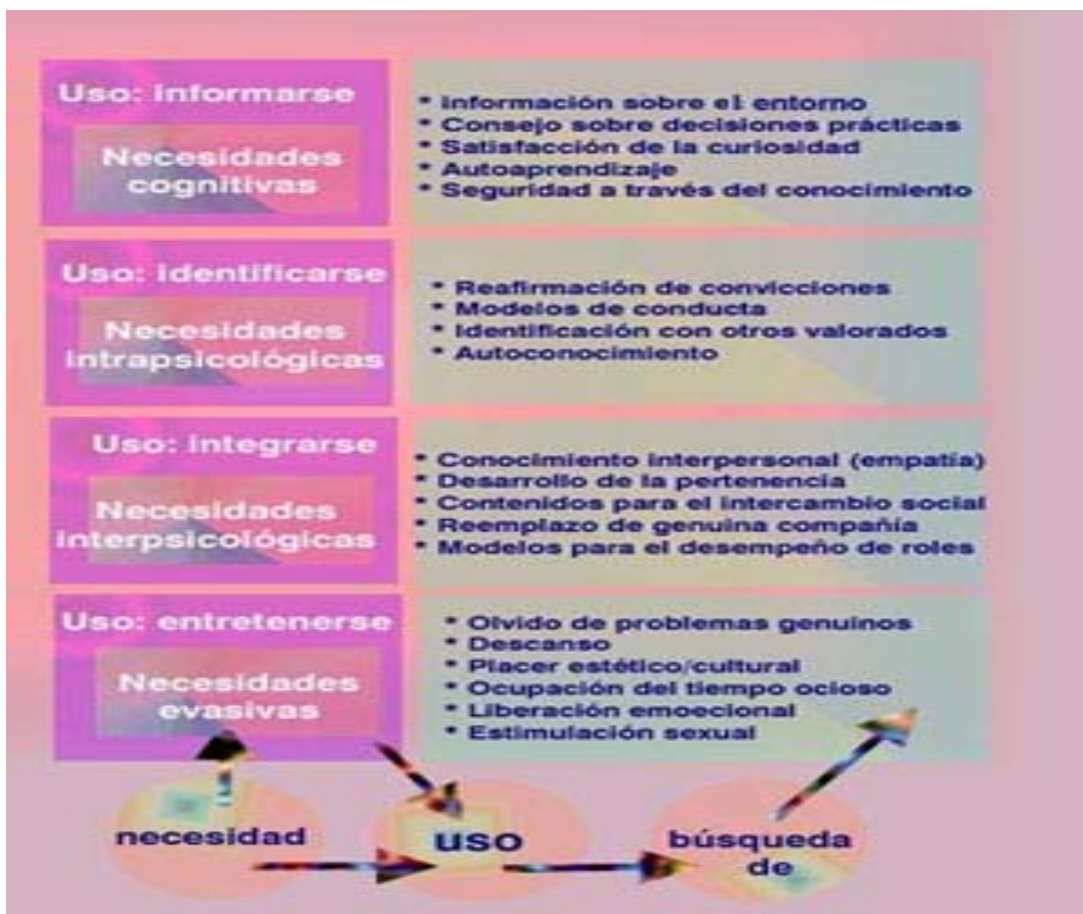 Uso: informarse
Necesidades
cognitivas
* Información sobre el entorno
* Consejo sobre decisiones prácticas
* Satisfacción de la curiosidad
* Autoaprendizaje
* Seguridad a través del conocimiento
Uso: identificarse
Necesidades
intrapsicológicas
* Reafirmación de convicciones
* Modelos de conducta
* Identificación con otros valorados
* Autoconocimiento
Uso: integrarse
Necesidades
interpsicológicas
* Conocimiento interpersonal (empatía)
* Desarrollo de la pertenencia
* Contenidos para el intercambio social
* Reemplazo de genuina compañía
* Modelos para el desempeño de roles
Uso: entretenerse
Necesidades
evasivas
* Olvido de problemas genuinos
* Descanso
* Placer estético/cultural
* Ocupación del tiempo ocioso
* Liberación emoecional
* Estimulación sexual
necesidad
uso
búsqueda
de